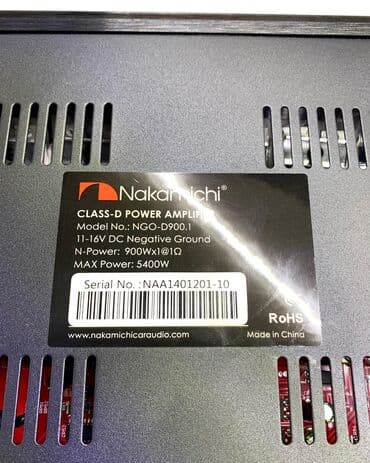 Nakamichi®
CLASS-D POWER AMPLIFIER
Model No.: NGO-D900.1
11-16V DC Negative Ground
N-Power: 900Wx1@1Ω
MAX Power: 5400W
Serial No.: NAA1401201-10
RoHS
www.nakamichicaraudio.com
Made in China